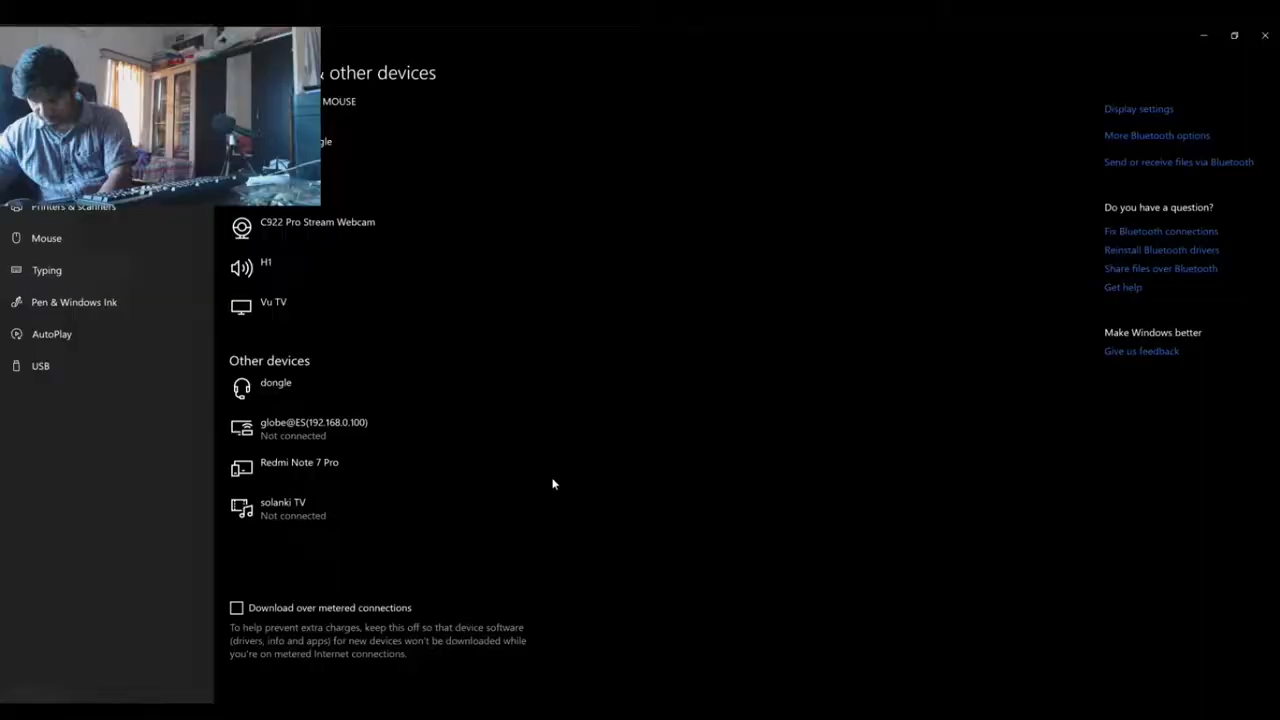 & other devices
MOUSE
gle
Printers & scanners
Mouse
Typing
Pen & Windows Ink
AutoPlay
USB
C922 Pro Stream Webcam
H1
Vu TV
Other devices
dongle
globe@ES(192.168.0.100)
Not connected
Redmi Note 7 Pro
solanki TV
Not connected
Download over metered connections
To help prevent extra charges, keep this off so that device software
(drivers, info and apps) for new devices won't be downloaded while
you're on metered Internet connections.
Display settings
More Bluetooth options
Send or receive files via Bluetooth
Do you have a question?
Fix Bluetooth connections
Reinstall Bluetooth drivers
Share files over Bluetooth
Get help
Make Windows better
Give us feedback